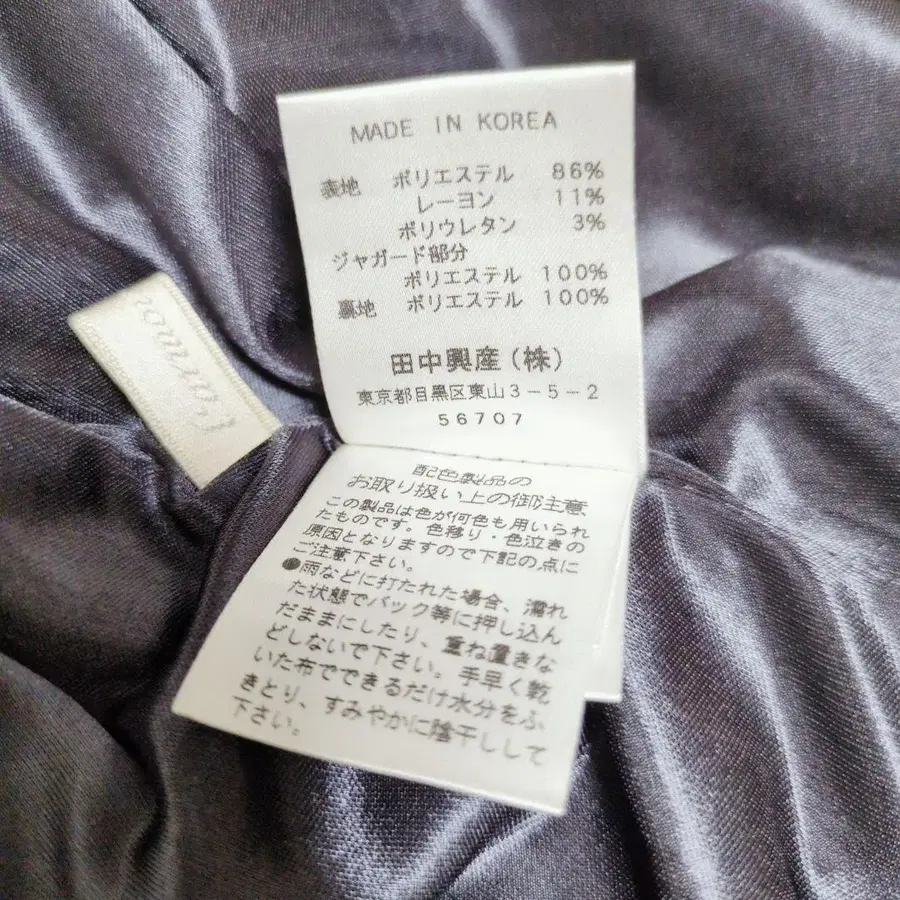 MADE IN KOREA
表地 ポリエステル 86%
レーヨン 11%
ポリウレタン 3%
ジャガード部分
ポリエステル 100%
裏地 ポリエステル 100%
田中興産(株)
東京都目黒区東山3-5-2
56707
配色製品の
お取り扱い上の御注意
この製品は色が何色も用いられ
たものです。色移り・色泣きの
原因となりますので下記の点に
ご注意下さい。
●雨などに打たれた場合、濡れ
た状態でバック等に押し込ん
だままにしたり、重ね置きな
どしないで下さい。手早く乾
いた布でできるだけ水分をふ
きとり、すみやかに陰干しして
下さい。